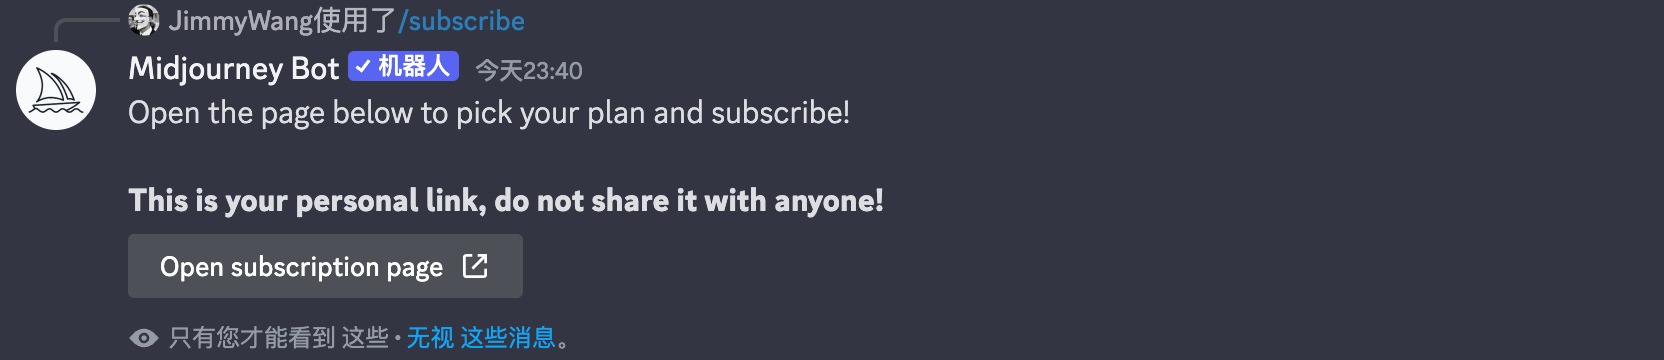 JimmyWang使用了/subscribe
Midjourney Bot ✓ 机器人 今天23:40
Open the page below to pick your plan and subscribe!
This is your personal link, do not share it with anyone!
Open subscription page
只有您才能看到 这些 · 无视 这些消息。